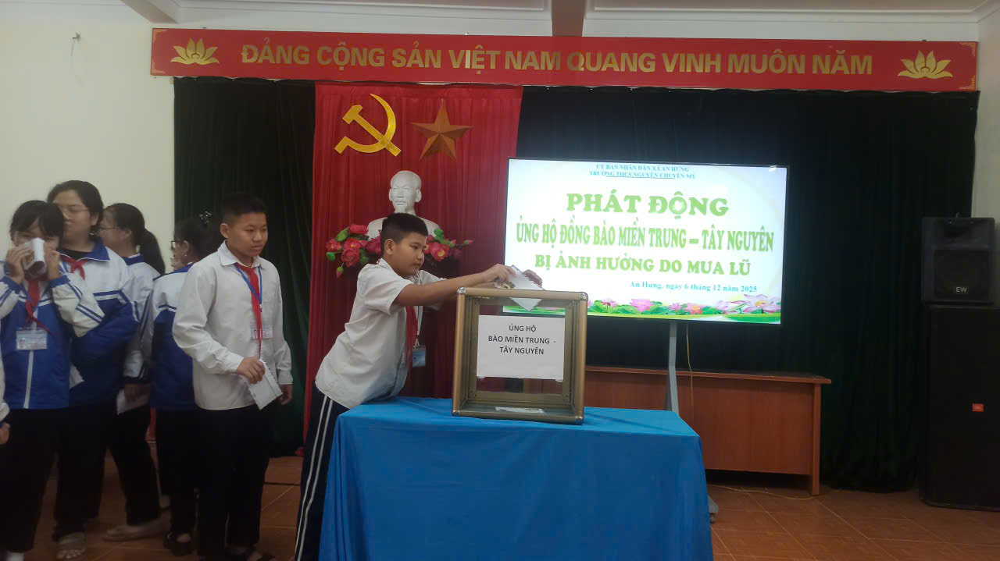 ĐẢNG CỘNG SẢN VIỆT NAM QUANG VINH MUÔN NĂM
ỦY BAN NHÂN DÂN XÃ AN HƯNG
TRƯỜNG THCS NGUYỄN CHUYÊN MỸ
PHÁT ĐỘNG
ỦNG HỘ ĐỒNG BÀO MIỀN TRUNG – TÂY NGUYÊN
BỊ ẢNH HƯỞNG DO MƯA LŨ
An Hưng, ngày 6 tháng 12 năm 2025
ỦNG HỘ
BÀO MIỀN TRUNG -
TÂY NGUYÊN
EW
JBL